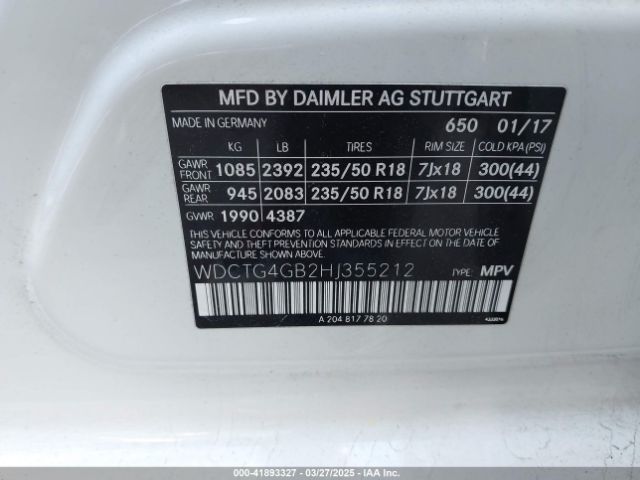 MFD BY DAIMLER AG STUTTGART
MADE IN GERMANY 650 01/17
KG LB TIRES RIM SIZE COLD KPA (PSI)
GAWR FRONT 1085 2392 235/50 R18 7Jx18 300(44)
GAWR REAR 945 2083 235/50 R18 7Jx18 300(44)
GVWR 1990 4387
THIS VEHICLE CONFORMS TO ALL APPLICABLE FEDERAL MOTOR VEHICLE
SAFETY, BUMPER, AND THEFT PREVENTION STANDARDS IN EFFECT
ON THE DATE OF MANUFACTURE SHOWN ABOVE.
WDCTG4GB2HJ355212 TYPE: MPV
A 204 817 78 20
000-41893327 | 03/27/2025 | IAA Inc.